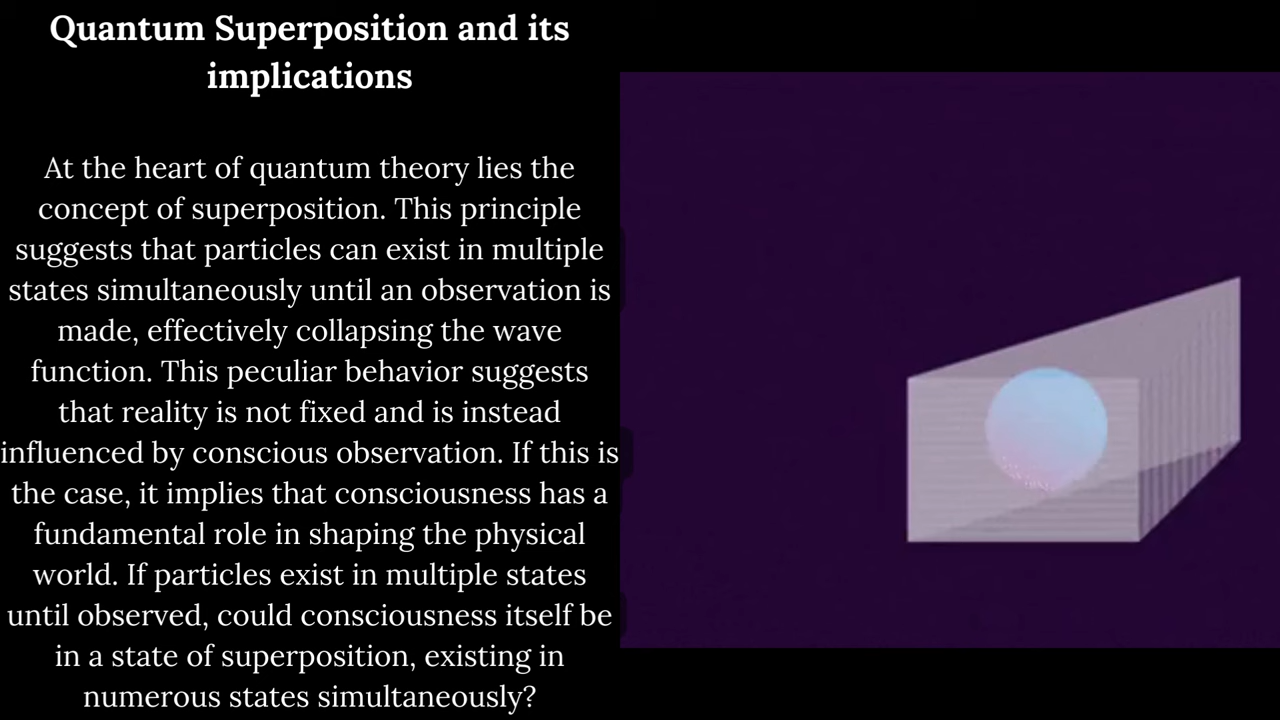 Quantum Superposition and its
implications
At the heart of quantum theory lies the
concept of superposition. This principle
suggests that particles can exist in multiple
states simultaneously until an observation is
made, effectively collapsing the wave
function. This peculiar behavior suggests
that reality is not fixed and is instead
influenced by conscious observation. If this is
the case, it implies that consciousness has a
fundamental role in shaping the physical
world. If particles exist in multiple states
until observed, could consciousness itself be
in a state of superposition, existing in
numerous states simultaneously?